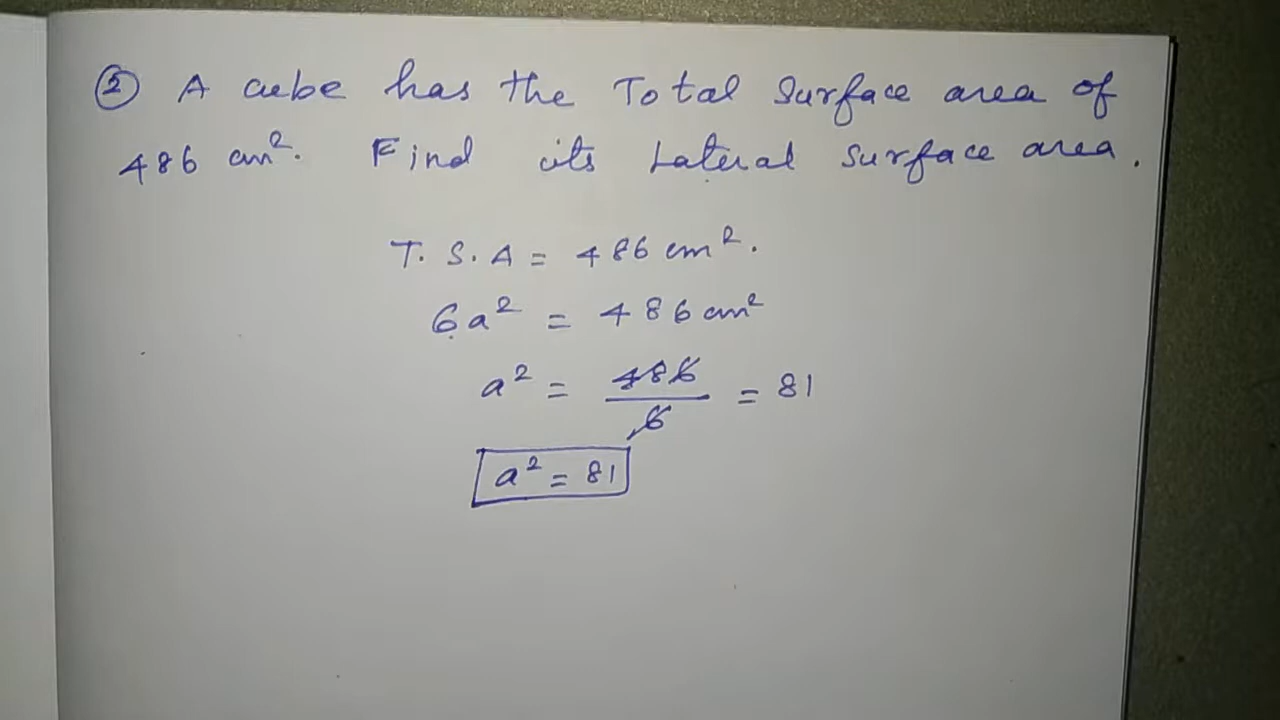 ② A cube has the Total Surface area of
486 cm². Find its Lateral Surface area.
T. S. A = 486 cm².
6a² = 486 cm²
a² = 486/6 = 81
a² = 81